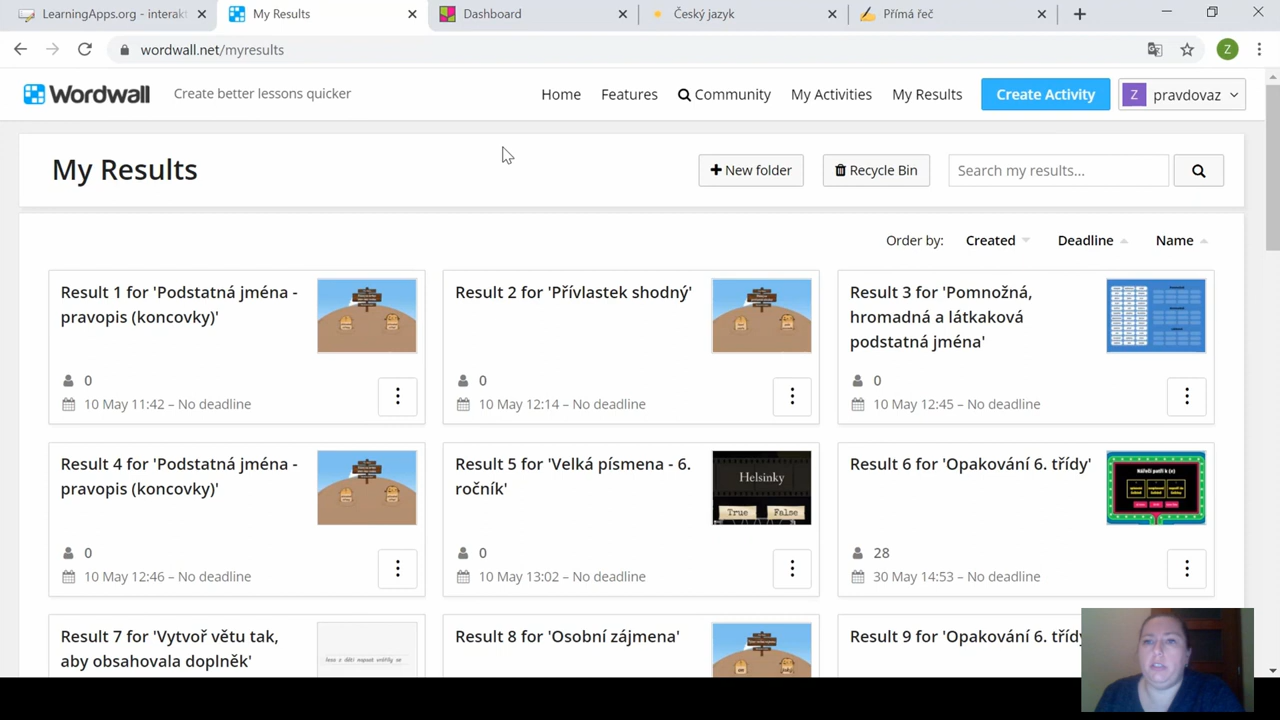 LearningApps.org - interakt
My Results
Dashboard
Český jazyk
Přímá řeč
wordwall.net/myresults
Z
Wordwall
Create better lessons quicker
Home
Features
Community
My Activities
My Results
Create Activity
Z
pravdovaz
My Results
New folder
Recycle Bin
Search my results...
Order by:
Created
Deadline
Name
Result 1 for 'Podstatná jména -
pravopis (koncovky)'
0
10 May 11:42 – No deadline
Result 2 for 'Přívlastek shodný'
0
10 May 12:14 – No deadline
Result 3 for 'Pomnožná,
hromadná a látkaková
podstatná jména'
0
10 May 12:45 – No deadline
Result 4 for 'Podstatná jména -
pravopis (koncovky)'
0
10 May 12:46 – No deadline
Result 5 for 'Velká písmena - 6.
ročník'
Helsinky
True
False
0
10 May 13:02 – No deadline
Result 6 for 'Opakování 6. třídy'
28
30 May 14:53 – No deadline
Result 7 for 'Vytvoř větu tak,
aby obsahovala doplněk'
Result 8 for 'Osobní zájmena'
Result 9 for 'Opakování 6. třídy